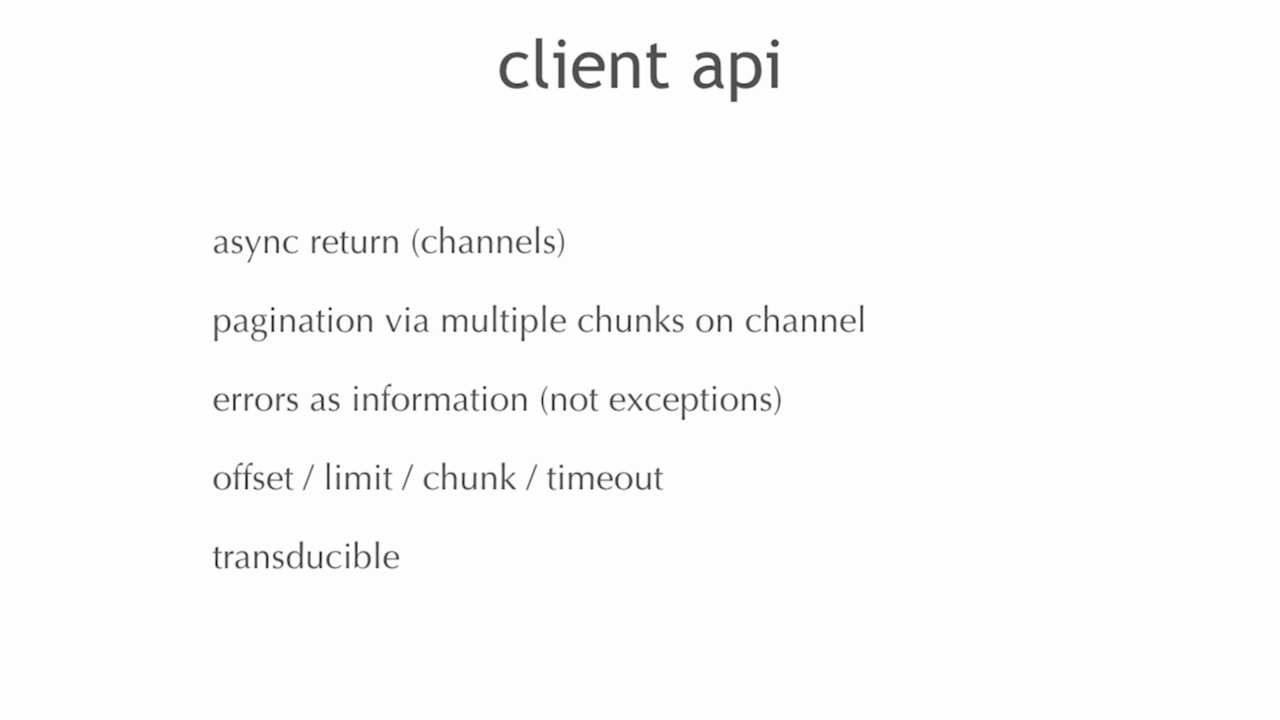 client api
async return (channels)
pagination via multiple chunks on channel
errors as information (not exceptions)
offset / limit / chunk / timeout
transducible